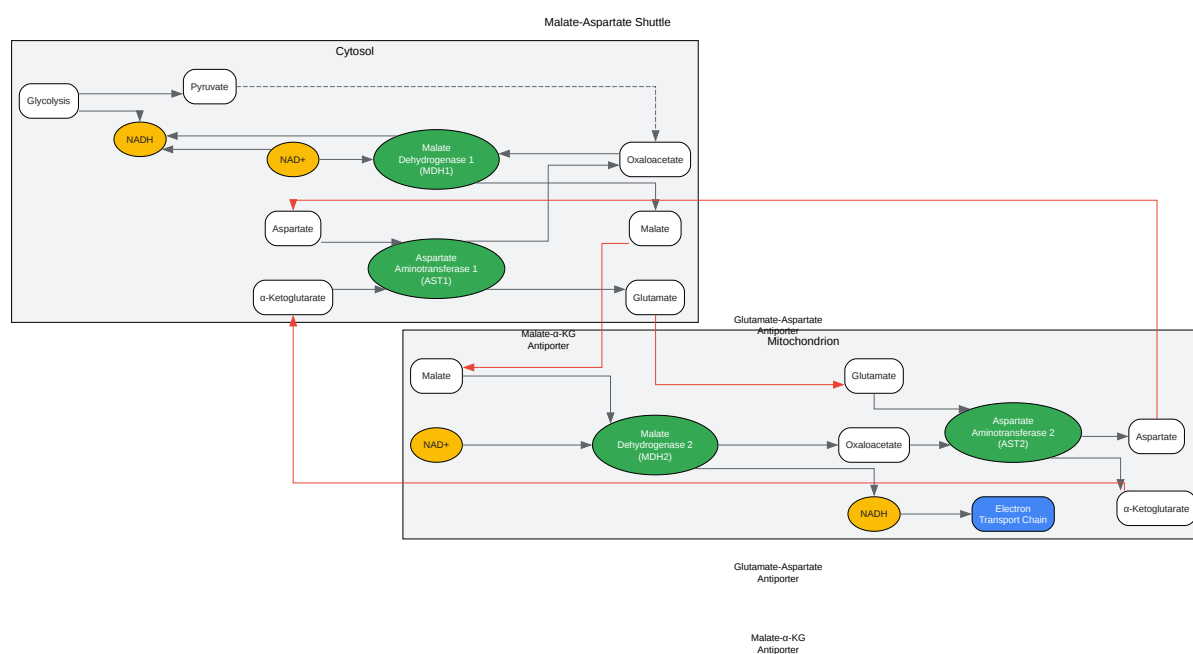 Malate-Aspartate Shuttle
Cytosol
Pyruvate
Glycolysis
NADH
NAD+
Malate
Dehydrogenase 1
(MDH1)
Oxaloacetate
Aspartate
Malate
Aspartate
Aminotransferase 1
(AST1)
α-Ketoglutarate
Glutamate
Glutamate-Aspartate
Antiporter
Malate-α-KG
Antiporter
Mitochondrion
Malate
Glutamate
NAD+
Malate
Dehydrogenase 2
(MDH2)
Oxaloacetate
Aspartate
Aminotransferase 2
(AST2)
Aspartate
NADH
Electron
Transport Chain
α-Ketoglutarate
Glutamate-Aspartate
Antiporter
Malate-α-KG
Antiporter